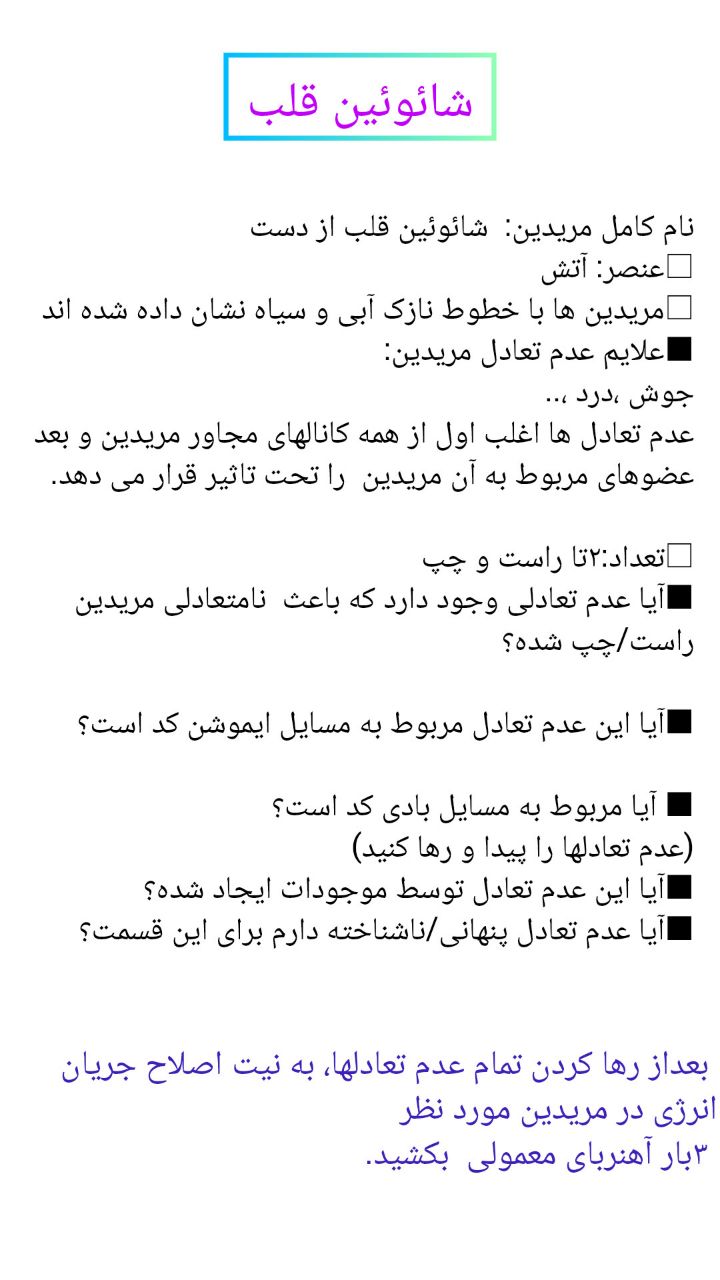 شائوئین قلب
نام کامل مریدین:  شائوئین قلب از دست
□عنصر: آتش
□مریدین ها با خطوط نازک آبی و سیاه نشان داده شده اند
■علایم عدم تعادل مریدین:
جوش ،درد ،..
عدم تعادل ها اغلب اول از همه کانالهای مجاور مریدین و بعد
عضوهای مربوط به آن مریدین  را تحت تاثیر قرار می دهد.
□تعداد:۲تا راست و چپ
■آیا عدم تعادلی وجود دارد که باعث  نامتعادلی مریدین
راست/چپ شده؟
■آیا این عدم تعادل مربوط به مسایل ایموشن کد است؟
■ آیا مربوط به مسایل بادی کد است؟
(عدم تعادلها را پیدا و رها کنید)
■آیا این عدم تعادل توسط موجودات ایجاد شده؟
■آیا عدم تعادل پنهانی/ناشناخته دارم برای این قسمت؟
بعداز رها کردن تمام عدم تعادلها، به نیت اصلاح جریان
انرژی در مریدین مورد نظر
۳بار آهنربای معمولی  بکشید.